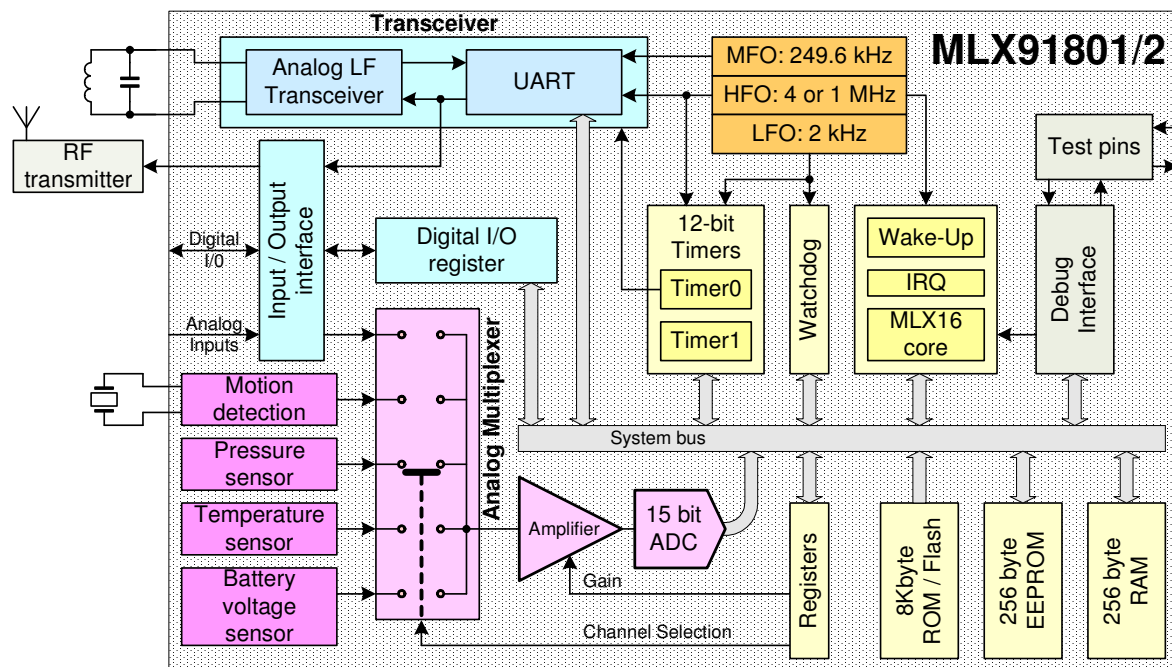 Transceiver
MLX91801/2
Analog LF
Transceiver
UART
MFO: 249.6 kHz
HFO: 4 or 1 MHz
LFO: 2 kHz
Test pins
RF
transmitter
Input / Output
interface
Digital
I/0
Digital I/O
register
12-bit
Timers
Timer0
Timer1
Watchdog
Wake-Up
IRQ
MLX16
core
Debug
Interface
Analog
Inputs
Motion
detection
Pressure
sensor
Temperature
sensor
Battery
voltage
sensor
Analog Multiplexer
System bus
Amplifier
15 bit
ADC
Gain
Channel Selection
Registers
8Kbyte
ROM / Flash
256 byte
EEPROM
256 byte
RAM